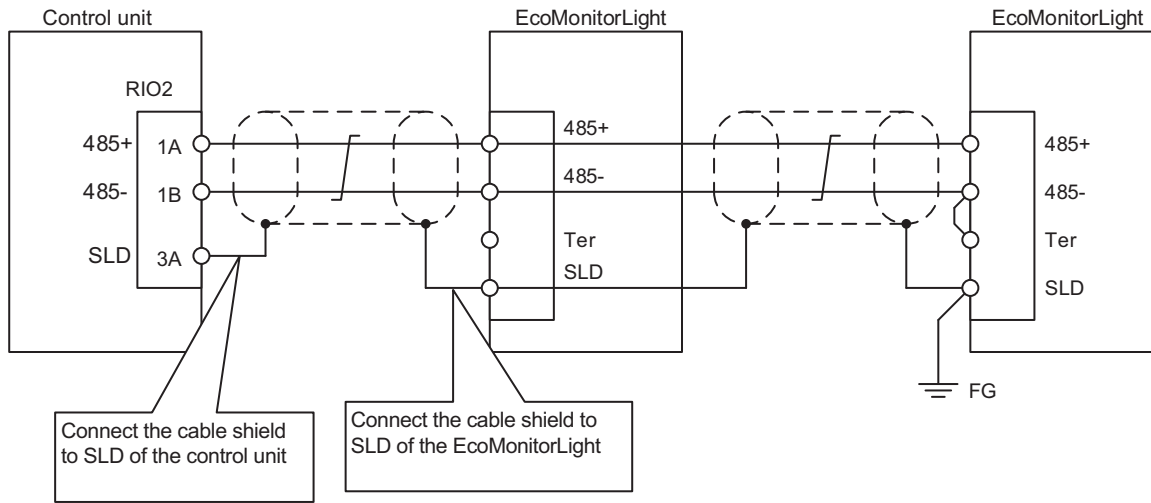 Control unit
EcoMonitorLight
EcoMonitorLight
RIO2
485+
1A
485-
1B
SLD
3A
485+
485-
Ter
SLD
485+
485-
Ter
SLD
FG
Connect the cable shield
to SLD of the control unit
Connect the cable shield to
SLD of the EcoMonitorLight